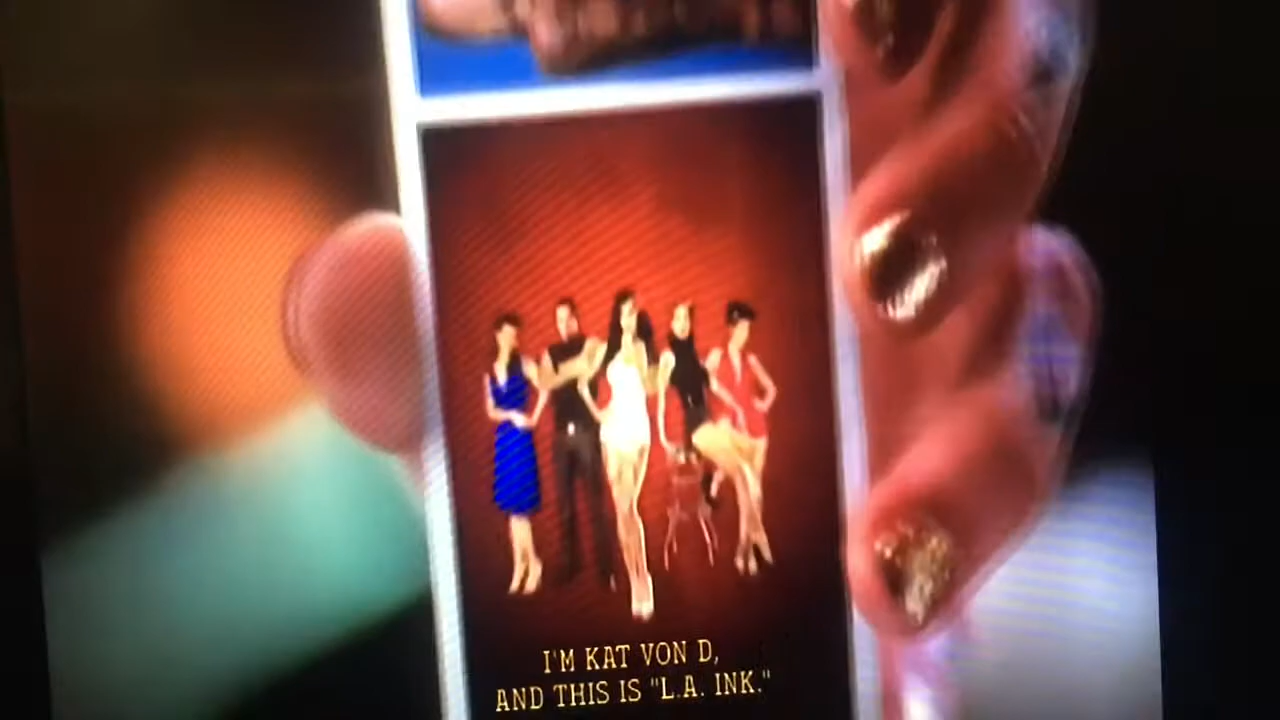 I'M KAT VON D,
AND THIS IS "L.A. INK."